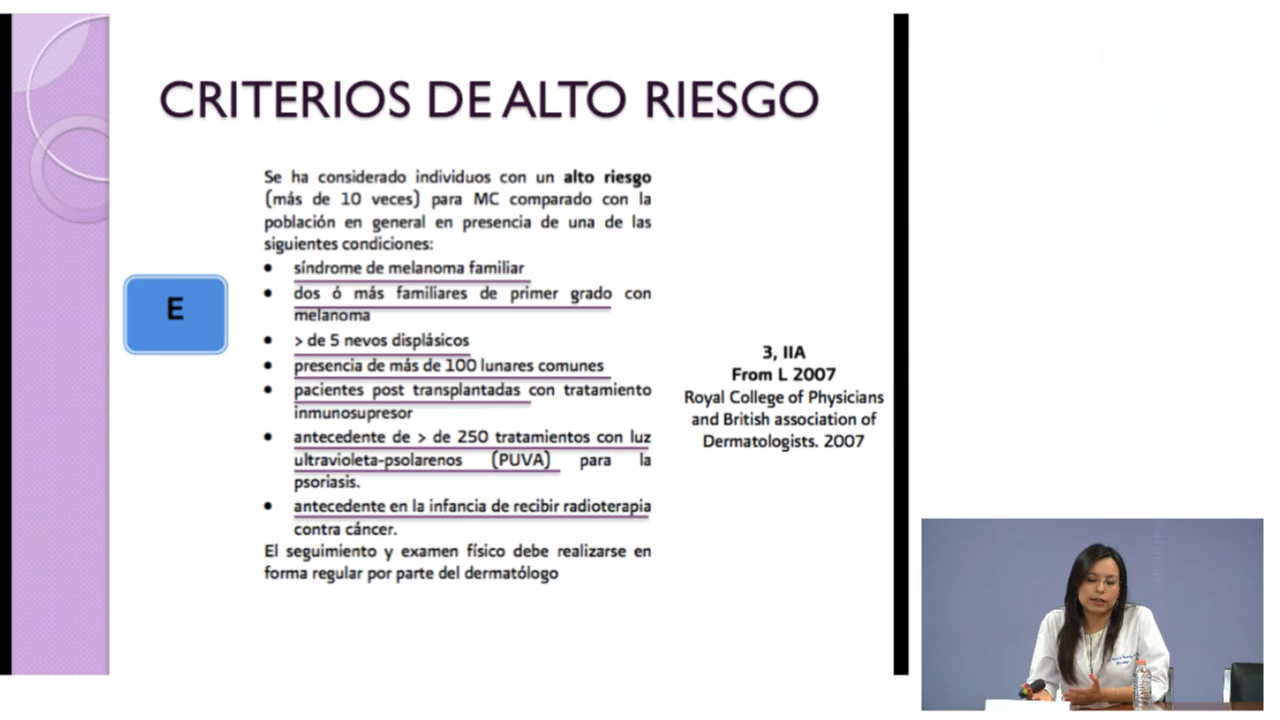 CRITERIOS DE ALTO RIESGO
Se ha considerado individuos con un alto riesgo
(más de 10 veces) para MC comparado con la
población en general en presencia de una de las
siguientes condiciones:
• síndrome de melanoma familiar
• dos ó más familiares de primer grado con
melanoma
• > de 5 nevos displásicos
• presencia de más de 100 lunares comunes
• pacientes post transplantadas con tratamiento
inmunosupresor
• antecedente de > de 250 tratamientos con luz
ultravioleta-psolarenos (PUVA) para la
psoriasis.
• antecedente en la infancia de recibir radioterapia
contra cáncer.
El seguimiento y examen físico debe realizarse en
forma regular por parte del dermatólogo
E
3, IIA
From L 2007
Royal College of Physicians
and British association of
Dermatologists. 2007